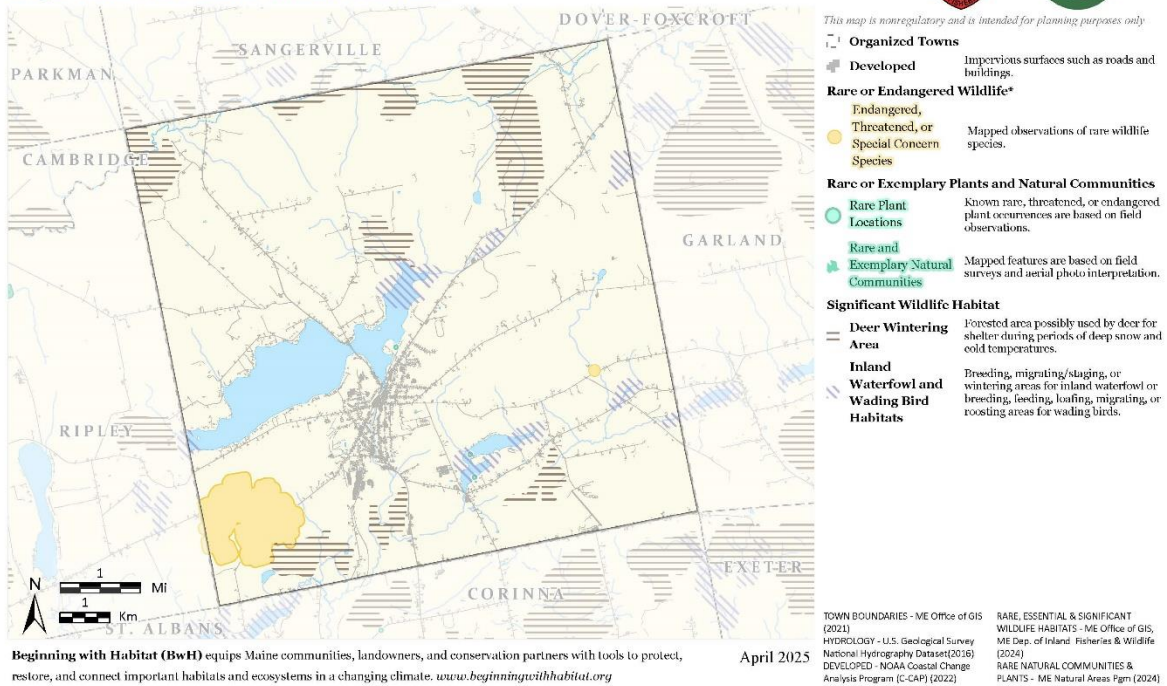 DOVER-FOXCROFT
SANGERVILLE
PARKMAN
CAMBRIDGE
GARLAND
RIPLEY
EXETER
CORINNA
ST. ALBANS
N
1
Mi
1
Km
This map is nonregulatory and is intended for planning purposes only
Organized Towns
Developed
Impervious surfaces such as roads and
buildings.
Rare or Endangered Wildlife*
Endangered,
Threatened, or
Special Concern
Species
Mapped observations of rare wildlife
species.
Rare or Exemplary Plants and Natural Communities
Rare Plant
Locations
Known rare, threatened, or endangered
plant occurrences are based on field
observations.
Rare and
Exemplary Natural
Communities
Mapped features are based on field
surveys and aerial photo interpretation.
Significant Wildlife Habitat
Deer Wintering
Area
Forested area possibly used by deer for
shelter during periods of deep snow and
cold temperatures.
Inland
Waterfowl and
Wading Bird
Habitats
Breeding, migrating/staging, or
wintering areas for inland waterfowl or
breeding, feeding, loafing, migrating, or
roosting areas for wading birds.
TOWN BOUNDARIES - ME Office of GIS
(2021)
HYDROLOGY - U.S. Geological Survey
National Hydrography Dataset(2016)
DEVELOPED - NOAA Coastal Change
Analysis Program (C-CAP) (2022)
RARE, ESSENTIAL & SIGNIFICANT
WILDLIFE HABITATS - ME Office of GIS,
ME Dep. of Inland Fisheries & Wildlife
(2024)
RARE NATURAL COMMUNITIES &
PLANTS - ME Natural Areas Pgm (2024)
Beginning with Habitat (BwH) equips Maine communities, landowners, and conservation partners with tools to protect,
restore, and connect important habitats and ecosystems in a changing climate. www.beginningwithhabitat.org
April 2025